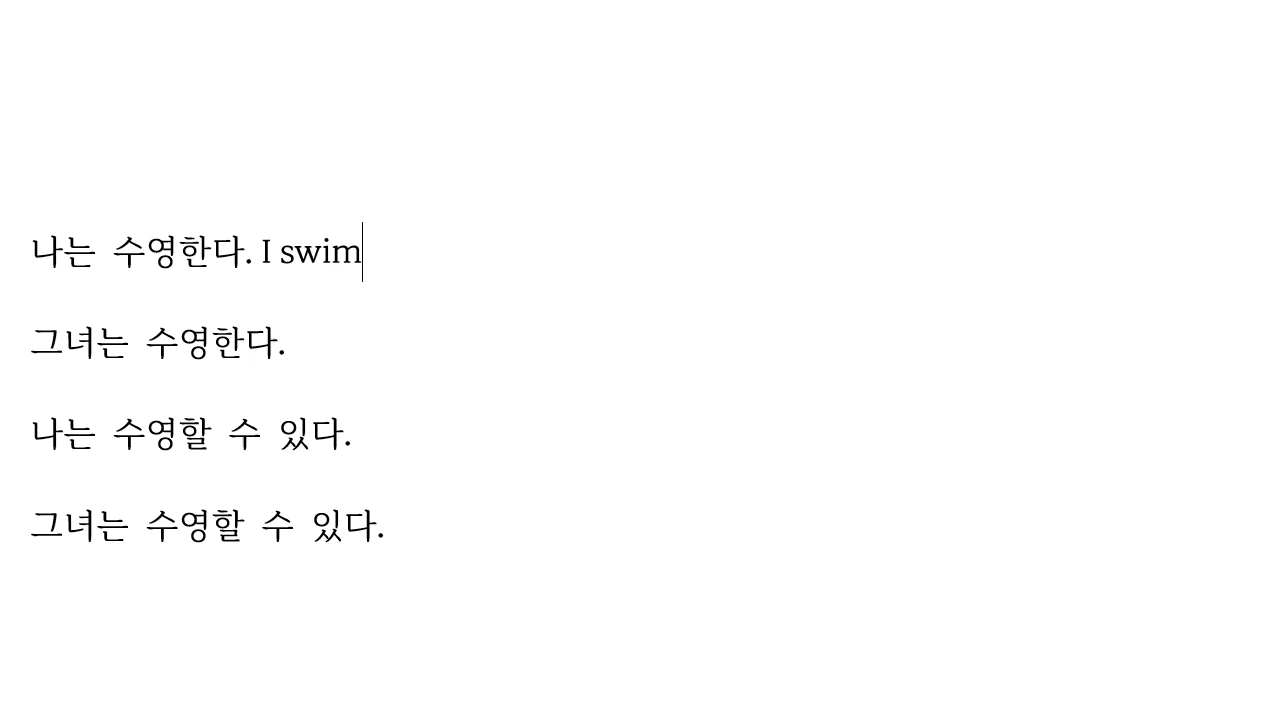 나는 수영한다. I swim
그녀는 수영한다.
나는 수영할 수 있다.
그녀는 수영할 수 있다.